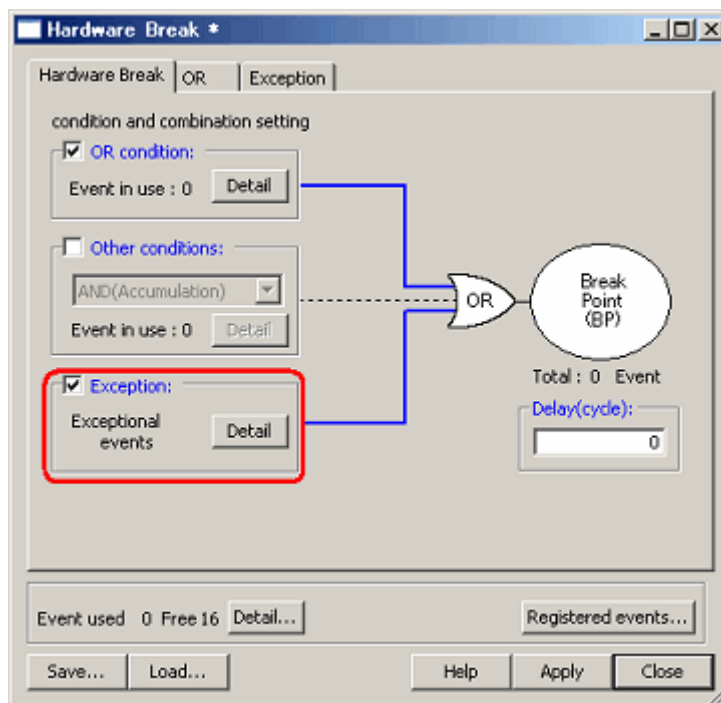 Hardware Break *
Hardware Break OR Exception
condition and combination setting
OR condition:
Event in use : 0 Detail
Other conditions:
AND(Accumulation)
Event in use : 0 Detail
OR
Break
Point
(BP)
Total : 0 Event
Exception:
Exceptional
events
Detail
Delay(cycle):
0
Event used 0 Free 16 Detail... Registered events...
Save... Load... Help Apply Close